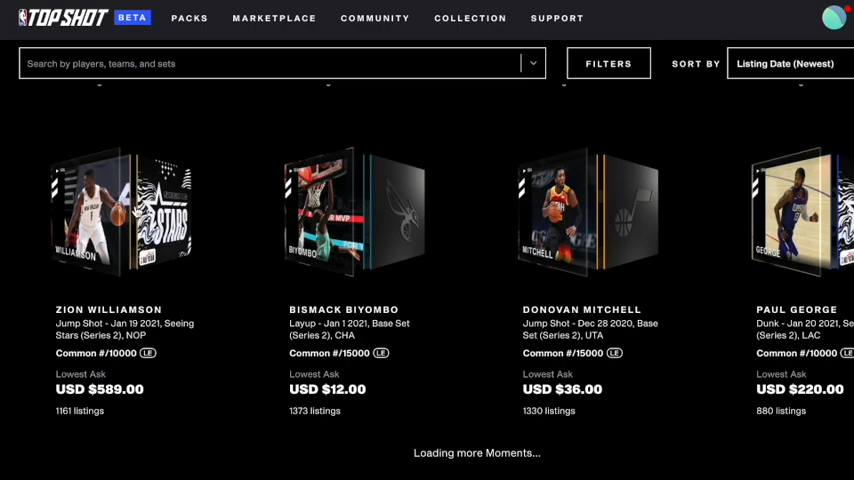 TOP SHOT BETA PACKS MARKETPLACE COMMUNITY COLLECTION SUPPORT
Search by players, teams, and sets
FILTERS
SORT BY
Listing Date (Newest)
WILLIAMSON
STARS
BIYOMBO
MVP
MITCHELL
UTAH
GEORGE
ZION WILLIAMSON
Jump Shot - Jan 19 2021, Seeing
Stars (Series 2), NOP
Common #/10000 LE
Lowest Ask
USD $589.00
1161 listings
BISMACK BIYOMBO
Layup - Jan 1 2021, Base Set
(Series 2), CHA
Common #/15000 LE
Lowest Ask
USD $12.00
1373 listings
DONOVAN MITCHELL
Jump Shot - Dec 28 2020, Base
Set (Series 2), UTA
Common #/15000 LE
Lowest Ask
USD $36.00
1330 listings
PAUL GEORGE
Dunk - Jan 20 2021, Se
Stars (Series 2), LAC
Common #/10000 LE
Lowest Ask
USD $220.00
880 listings
Loading more Moments...